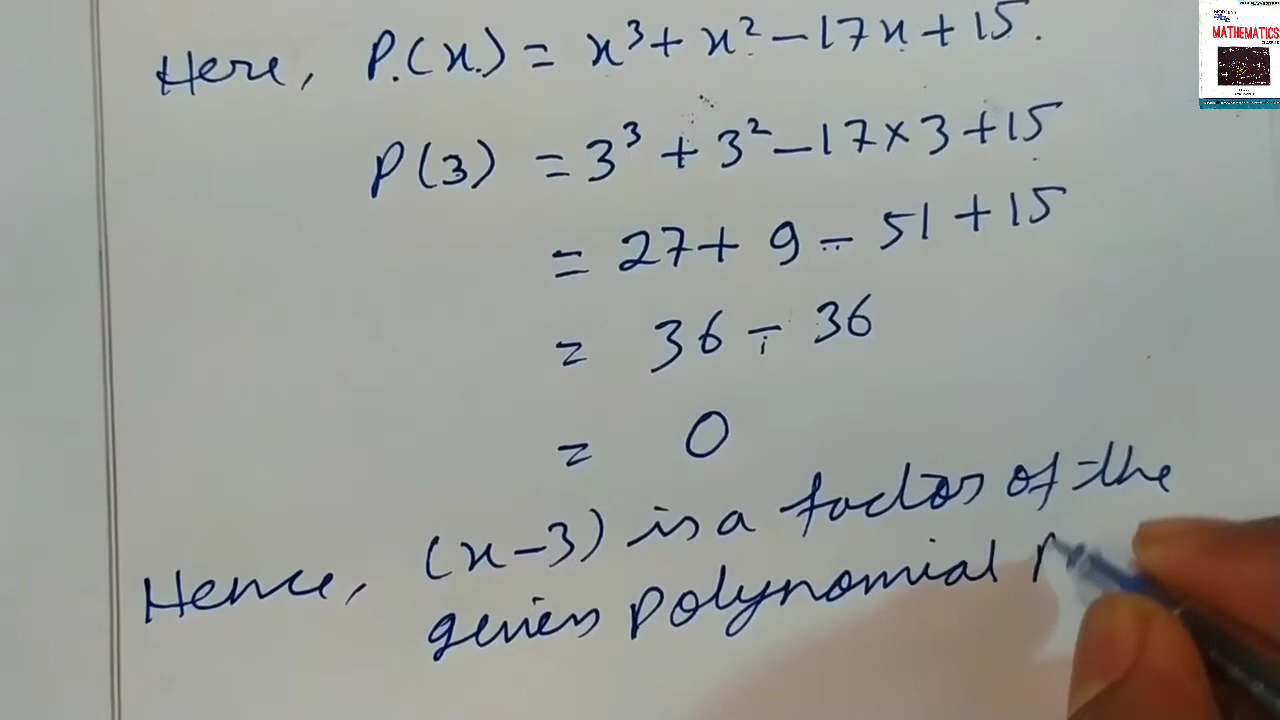 Here, P(x) = x³ + x² - 17x + 15.
P(3) = 3³ + 3² - 17 × 3 + 15
= 27 + 9 - 51 + 15
= 36 - 36
= 0
Hence, (x - 3) is a factor of the
given polynomial
MATHEMATICS